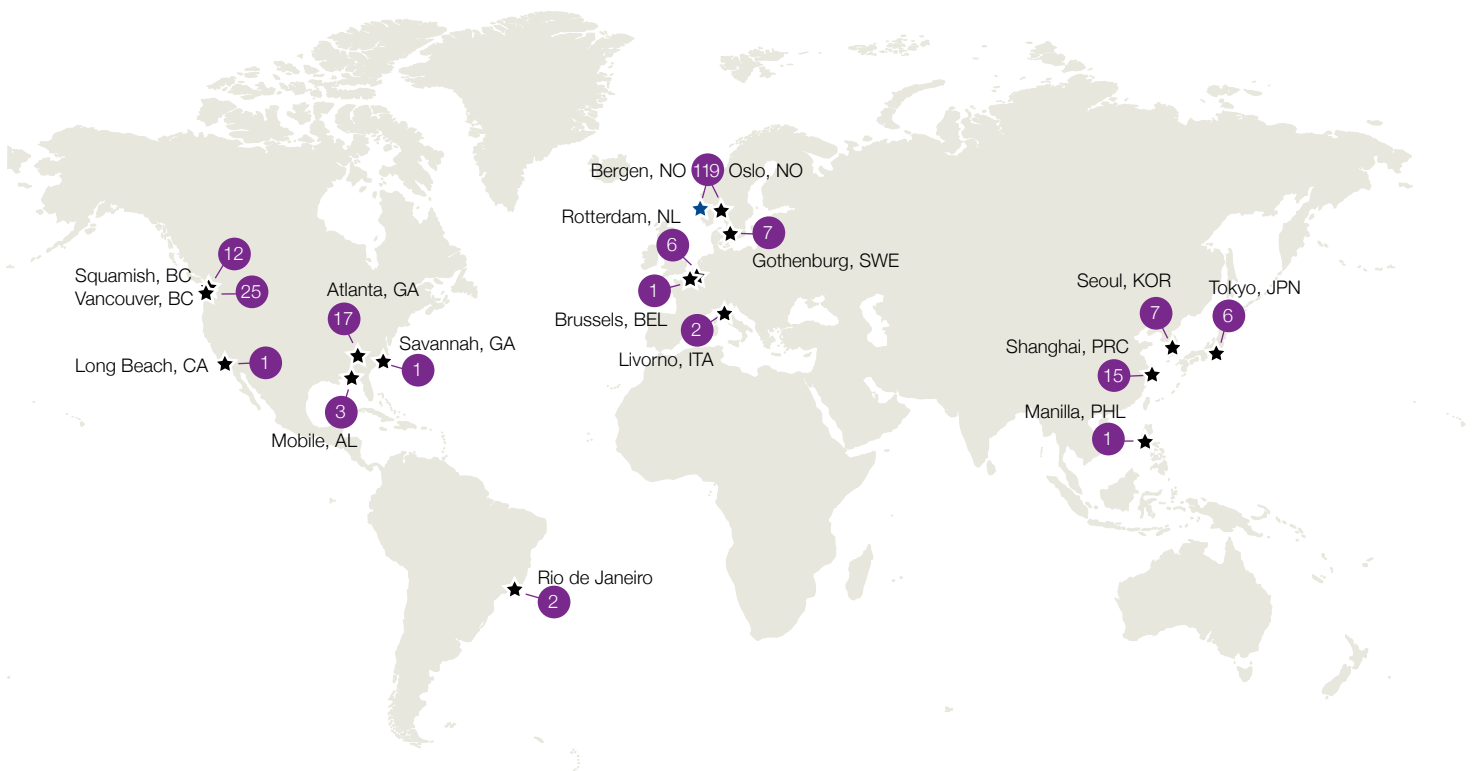 Bergen, NO 119 Oslo, NO
Rotterdam, NL
6
7
Gothenburg, SWE
1
Brussels, BEL
2
Livorno, ITA
12
Squamish, BC
25
Vancouver, BC
Atlanta, GA
17
Savannah, GA
1
Long Beach, CA
1
3
Mobile, AL
Seoul, KOR
7
Tokyo, JPN
6
Shanghai, PRC
15
Manilla, PHL
1
Rio de Janeiro
2